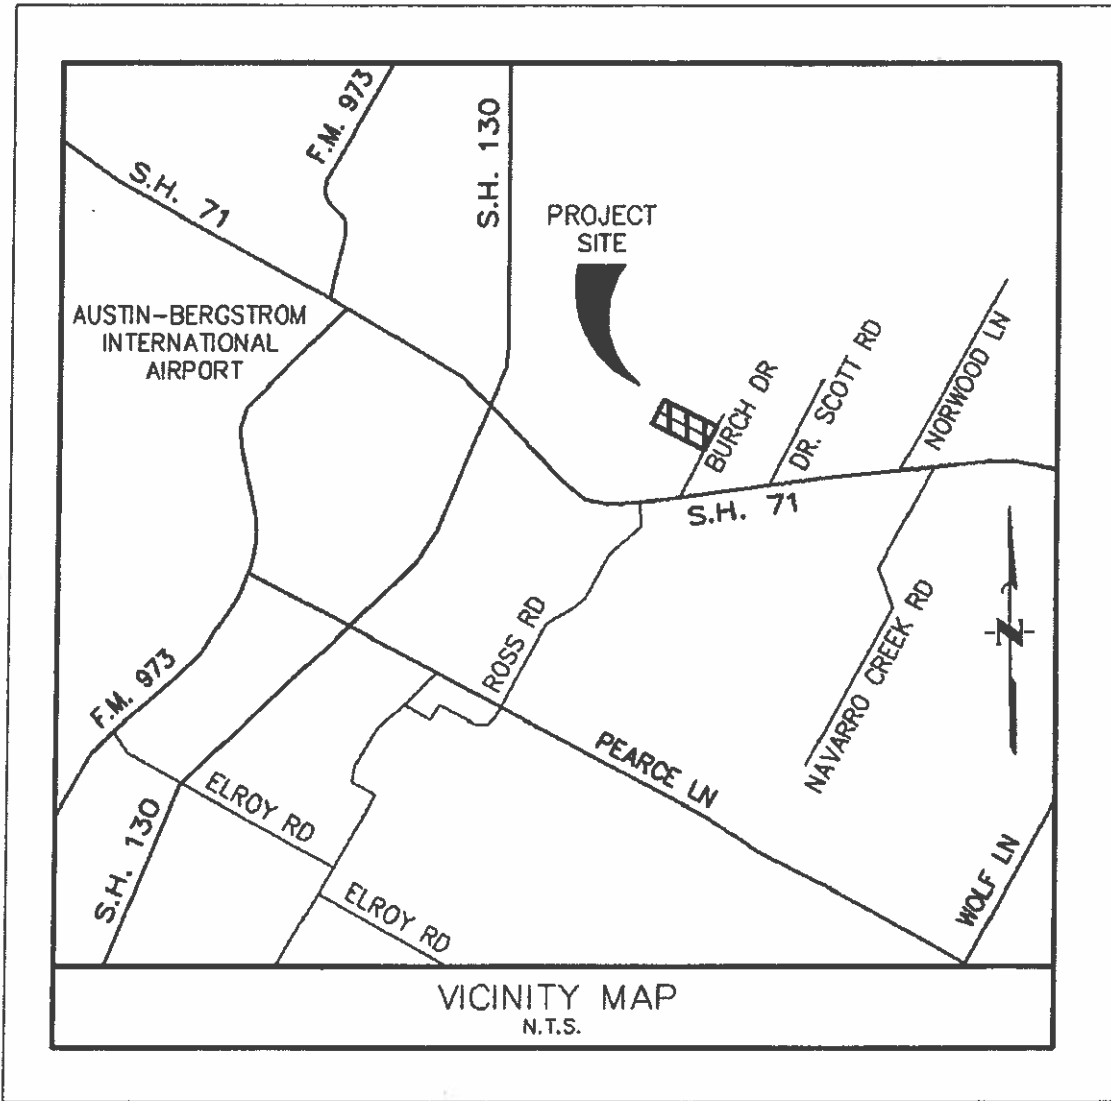 F.M. 973
S.H. 130
S.H. 71
PROJECT
SITE
AUSTIN-BERGSTROM
INTERNATIONAL
AIRPORT
BURCH DR
DR. SCOTT RD
NORWOOD LN
S.H. 71
N
ROSS RD
NAVARRO CREEK RD
F.M. 973
PEARCE LN
ELROY RD
S.H. 130
WOLF LN
ELROY RD
VICINITY MAP
N.T.S.